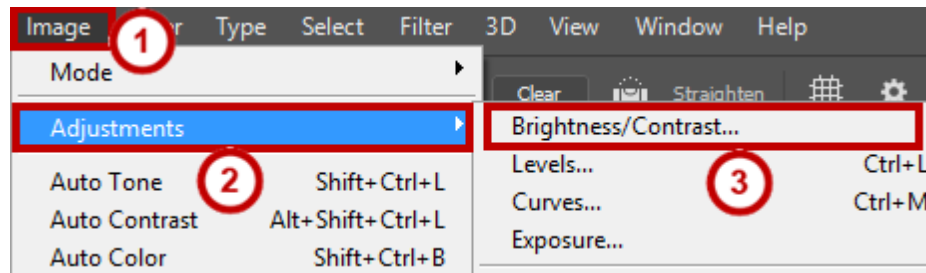 Image Type Select Filter 3D View Window Help
1
Mode
Clear Straighten
Adjustments
Brightness/Contrast...
2
3
Levels... Ctrl+L
Auto Tone Shift+Ctrl+L
Curves... Ctrl+M
Auto Contrast Alt+Shift+Ctrl+L
Exposure...
Auto Color Shift+Ctrl+B